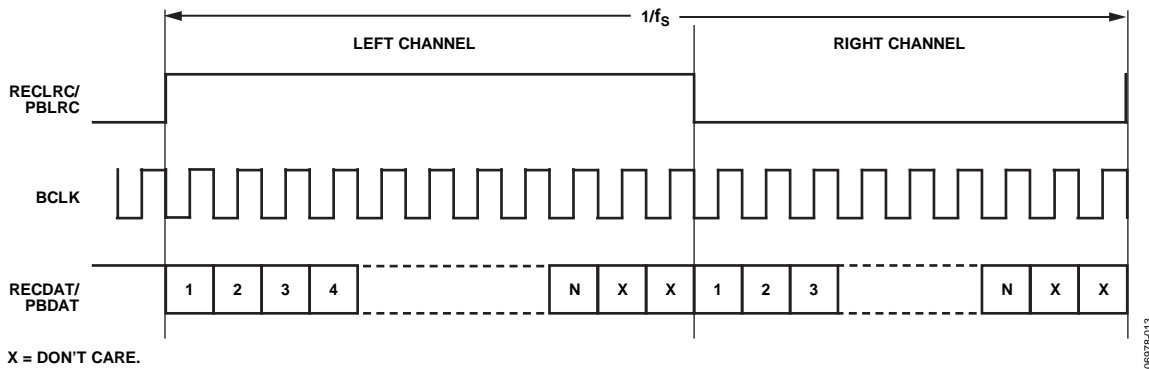 1/fS
LEFT CHANNEL
RIGHT CHANNEL
RECLRC/
PBLRC
BCLK
RECDAT/
PBDAT
1 2 3 4 N X X 1 2 3 N X X
X = DON'T CARE.
06978-013